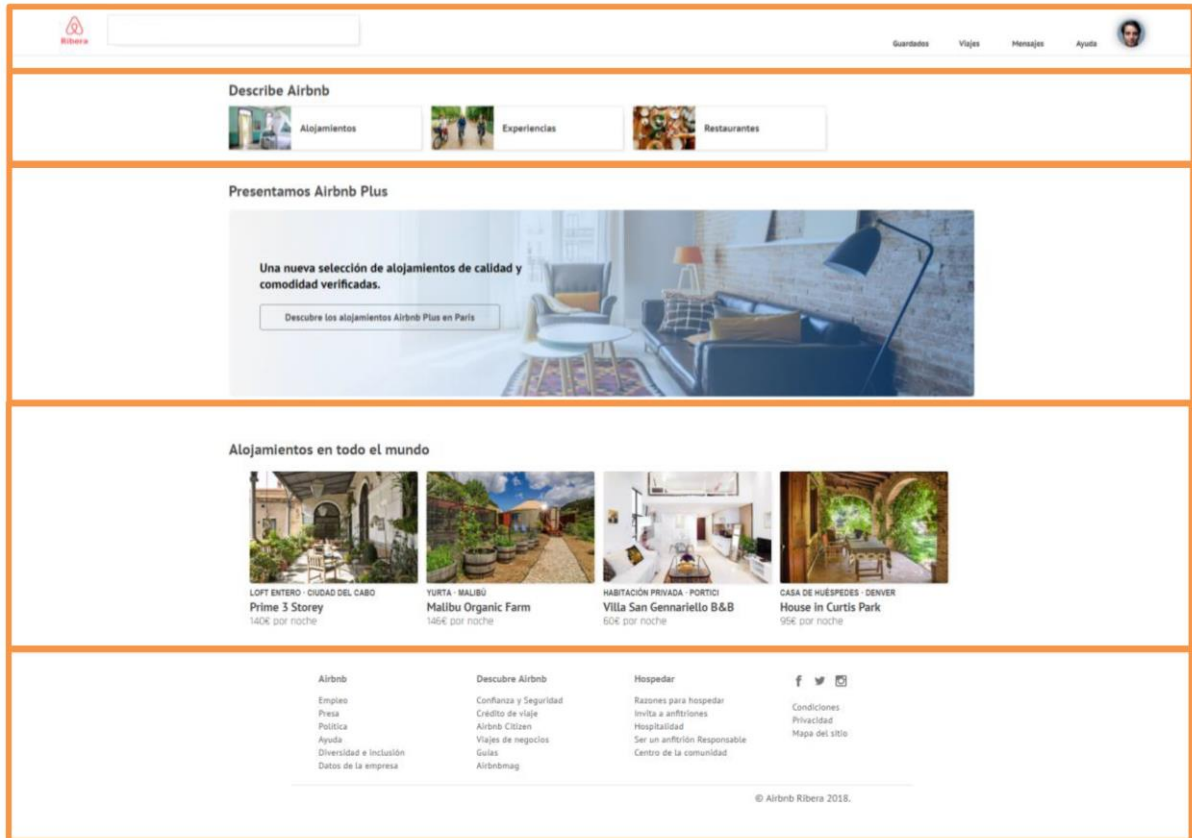 Ribera
Guardados Viajes Mensajes Ayuda
Describe Airbnb
Alojamientos Experiencias Restaurantes
Presentamos Airbnb Plus
Una nueva selección de alojamientos de calidad y
comodidad verificadas.
Descubre los alojamientos Airbnb Plus en Paris
Alojamientos en todo el mundo
LOFT ENTERO · CIUDAD DEL CABO
Prime 3 Storey
140€ por noche
YURTA · MALIBÚ
Malibu Organic Farm
146€ por noche
HABITACIÓN PRIVADA · PORTICI
Villa San Gennariello B&B
60€ por noche
CASA DE HUÉSPEDES · DENVER
House in Curtis Park
95€ por noche
Airbnb
Empleo
Presa
Política
Ayuda
Diversidad e inclusión
Datos de la empresa
Descubre Airbnb
Confianza y Seguridad
Crédito de viaje
Airbnb Citizen
Viajes de negocios
Guías
Airbnbmag
Hospedar
Razones para hospedar
Invita a anfitriones
Hospitalidad
Ser un anfitrión Responsable
Centro de la comunidad
Condiciones
Privacidad
Mapa del sitio
© Airbnb Ribera 2018.